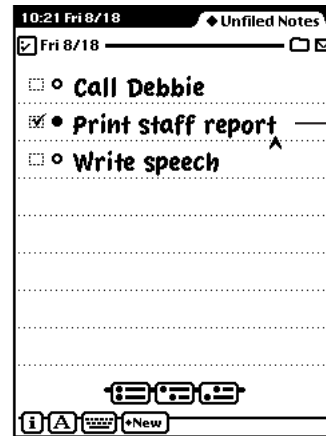 10:21 Fri 8/18 ◆ Unfiled Notes
Fri 8/18
Call Debbie
Print staff report
Write speech
i A New